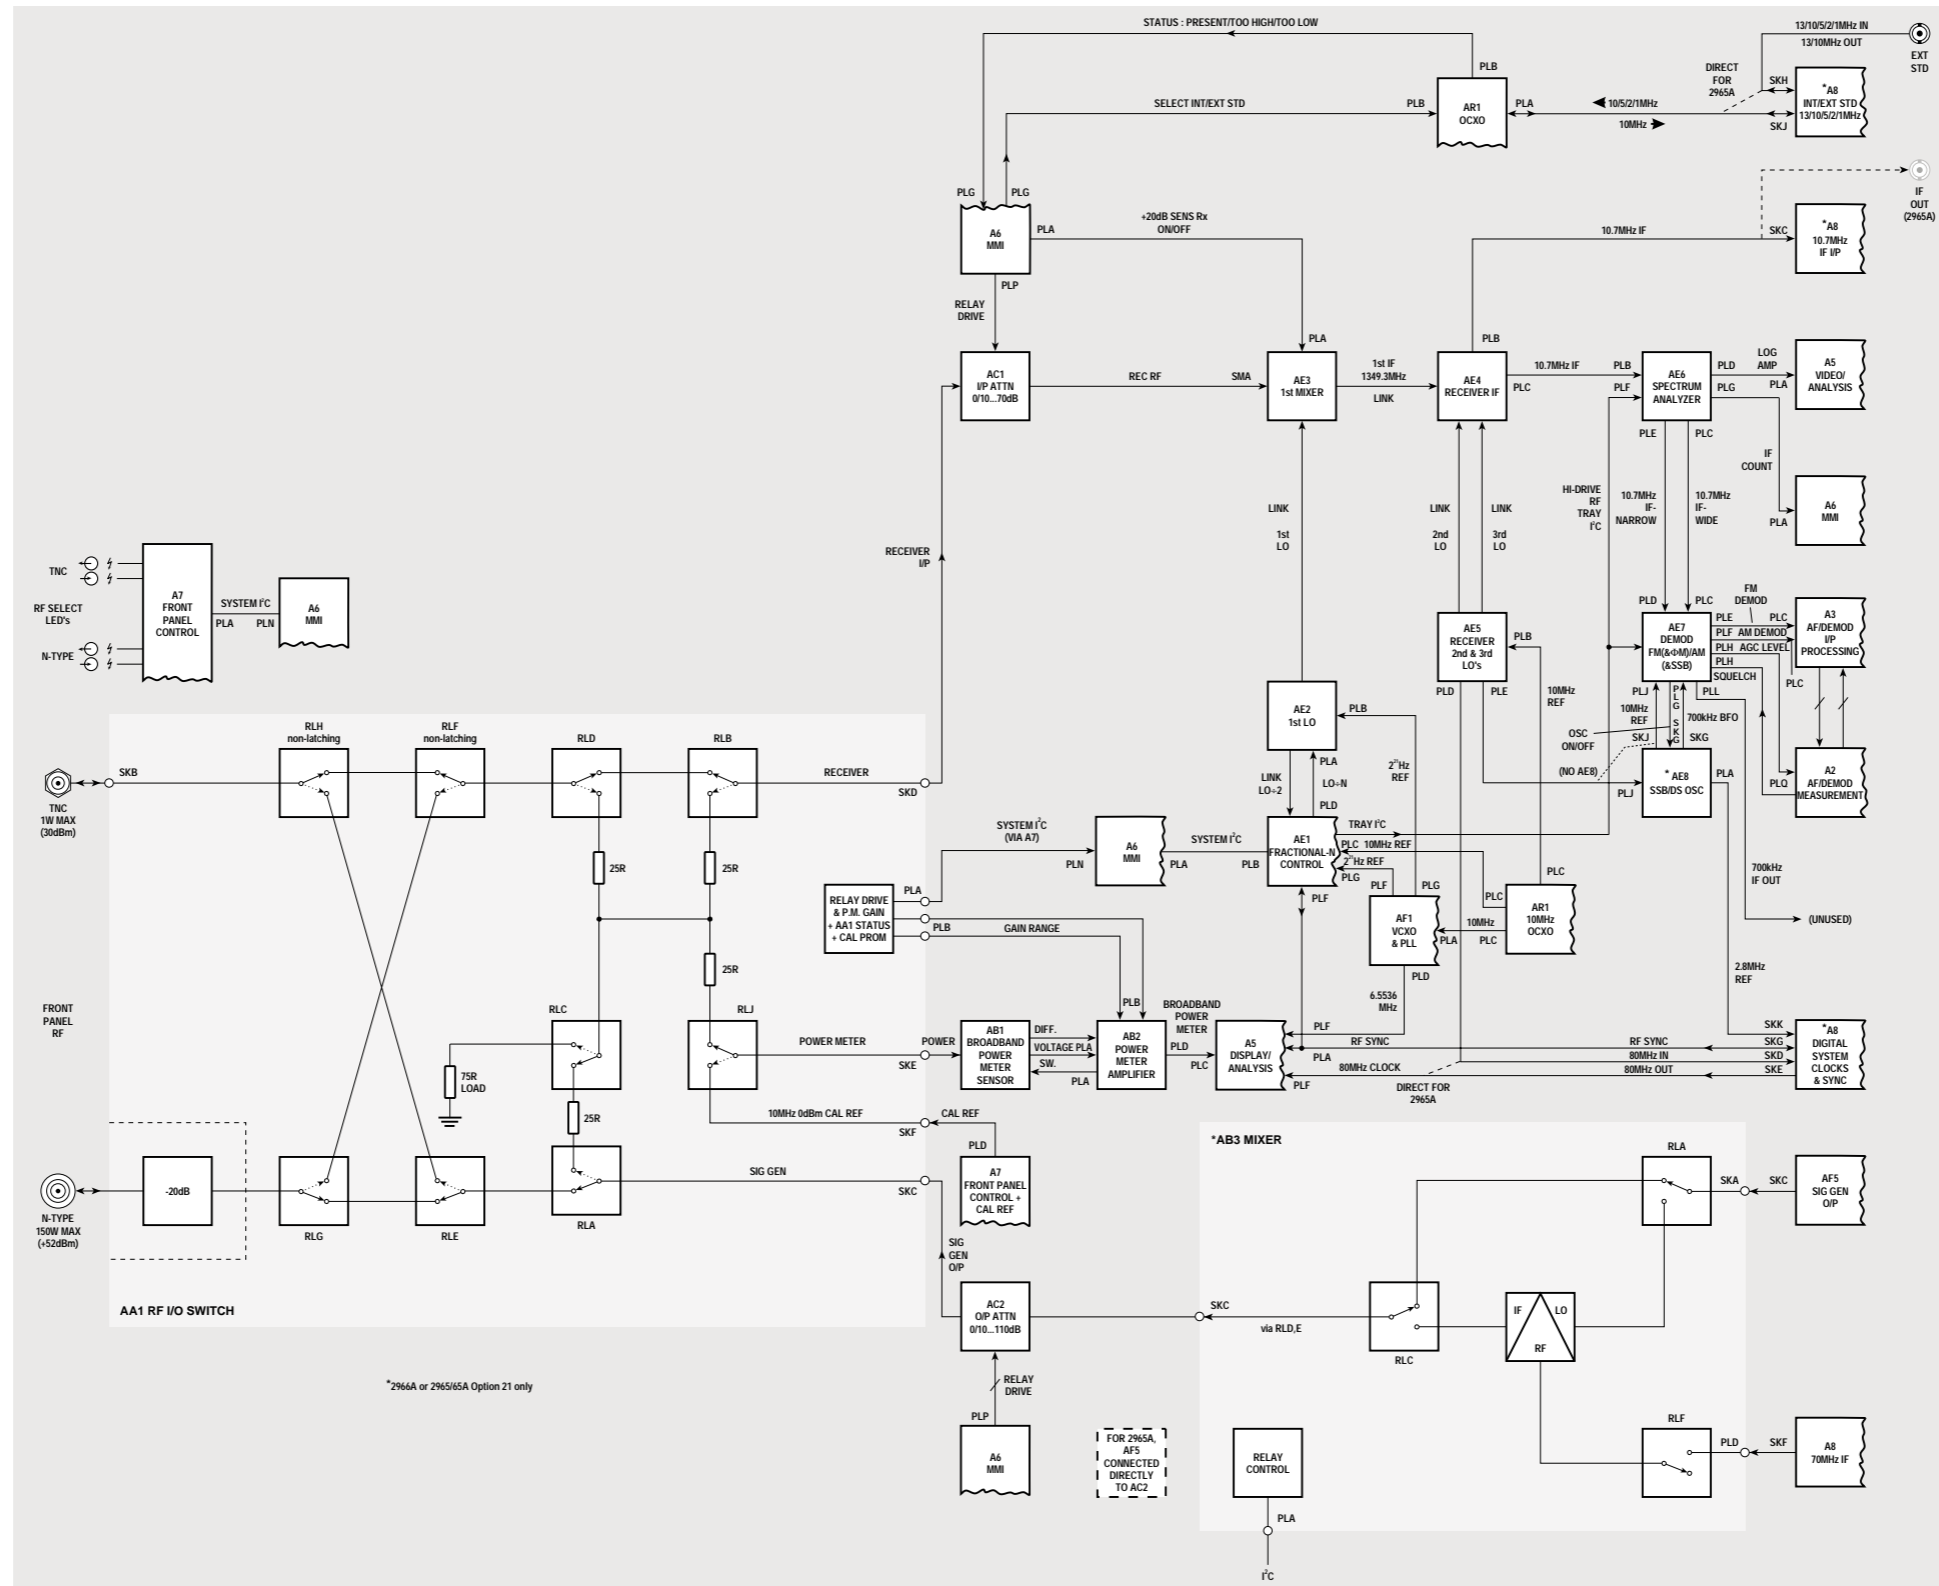 STATUS : PRESENT/TOO HIGH/TOO LOW
13/10/5/2/1MHz IN
13/10MHz OUT
EXT
STD
PLB
DIRECT
FOR
2965A
SKH
*A8
INT/EXT STD
13/10/5/2/1MHz
SELECT INT/EXT STD
PLB
AR1
OCXO
PLA
10/5/2/1MHz
10MHz
SKJ
PLG
PLG
IF
OUT
(2965A)
A6
MMI
PLA
+20dB SENS Rx
ON/OFF
10.7MHz IF
SKC
*A8
10.7MHz
IF I/P
PLP
RELAY
DRIVE
PLA
PLB
AC1
I/P ATTN
0/10...70dB
REC RF
SMA
AE3
1st MIXER
1st IF
1349.3MHz
LINK
AE4
RECEIVER IF
10.7MHz IF
PLC
PLB
PLF
AE6
SPECTRUM
ANALYZER
PLD
PLG
LOG
AMP
PLA
A5
VIDEO/
ANALYSIS
PLE
PLC
IF
COUNT
HI-DRIVE
RF
TRAY
I²C
10.7MHz
IF-
NARROW
10.7MHz
IF-
WIDE
PLA
A6
MMI
LINK
1st
LO
LINK
2nd
LO
LINK
3rd
LO
RECEIVER
I/P
TNC
RF SELECT
LED's
N-TYPE
A7
FRONT
PANEL
CONTROL
SYSTEM I²C
PLA
PLN
A6
MMI
AE5
RECEIVER
2nd & 3rd
LO's
PLB
PLD
PLE
10MHz
REF
PLD
PLC
AE7
DEMOD
FM(&ΦM)/AM
(&SSB)
FM
DEMOD
PLE
PLC
PLF AM DEMOD
PLH AGC LEVEL
PLH
SQUELCH
PLC
A3
AF/DEMOD
I/P
PROCESSING
PLJ
PLG
SKG
PLL
10MHz
REF
700kHz BFO
OSC
ON/OFF
SKJ
SKG
(NO AE8)
PLJ
*AE8
SSB/DS OSC
PLA
PLQ
A2
AF/DEMOD
MEASUREMENT
AE2
1st LO
PLB
PLA
LINK
LO÷2
LO÷N
PLD
2²¹Hz
REF
RLH
non-latching
RLF
non-latching
RLD
RLB
SKB
RECEIVER
SKD
TNC
1W MAX
(30dBm)
25R
25R
SYSTEM I²C
(VIA A7)
PLN
A6
MMI
SYSTEM I²C
PLA
PLB
AE1
FRACTIONAL-N
CONTROL
TRAY I²C
PLC 10MHz REF
2²¹Hz REF
PLG
PLF
PLF
PLG
PLC
PLC
700kHz
IF OUT
(UNUSED)
RELAY DRIVE
& P.M. GAIN
+ AA1 STATUS
+ CAL PROM
PLA
PLB
GAIN RANGE
AF1
VCXO
& PLL
10MHz
PLA
PLC
AR1
10MHz
OCXO
25R
PLD
6.5536
MHz
2.8MHz
REF
FRONT
PANEL
RF
RLC
RLJ
75R
LOAD
POWER METER
POWER
SKE
AB1
BROADBAND
POWER
METER
SENSOR
DIFF.
VOLTAGE PLA
SW.
PLA
PLB
AB2
POWER
METER
AMPLIFIER
BROADBAND
POWER
METER
PLD
PLC
A5
DISPLAY/
ANALYSIS
PLF
RF SYNC
PLA
80MHz CLOCK
PLF
DIRECT FOR
2965A
RF SYNC
80MHz IN
80MHz OUT
SKK
SKG
SKD
SKE
*A8
DIGITAL
SYSTEM
CLOCKS
& SYNC
25R
10MHz 0dBm CAL REF
CAL REF
SKF
PLD
A7
FRONT PANEL
CONTROL +
CAL REF
-20dB
SIG GEN
SKC
N-TYPE
150W MAX
(+52dBm)
RLG
RLE
RLA
AA1 RF I/O SWITCH
SIG
GEN
O/P
AC2
O/P ATTN
0/10...110dB
RELAY
DRIVE
PLP
A6
MMI
*2966A or 2965/65A Option 21 only
*AB3 MIXER
RLA
SKA
SKC
AF5
SIG GEN
O/P
SKC
via RLD,E
RLC
IF
LO
RF
RLF
PLD
SKF
A8
70MHz IF
FOR 2965A,
AF5
CONNECTED
DIRECTLY
TO AC2
RELAY
CONTROL
PLA
I²C